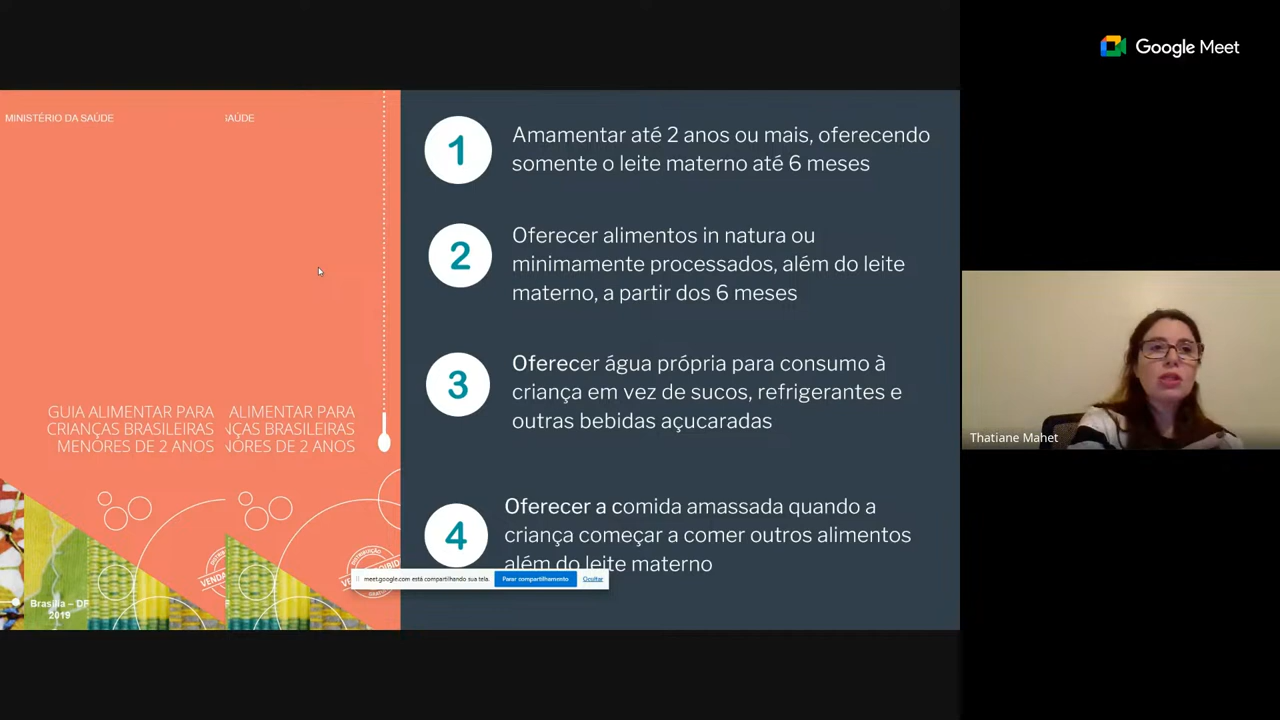 Google Meet
MINISTÉRIO DA SAÚDE
SAÚDE
1
Amamentar até 2 anos ou mais, oferecendo
somente o leite materno até 6 meses
2
Oferecer alimentos in natura ou
minimamente processados, além do leite
materno, a partir dos 6 meses
3
Oferecer água própria para consumo à
criança em vez de sucos, refrigerantes e
outras bebidas açucaradas
4
Oferecer a comida amassada quando a
criança começar a comer outros alimentos
além do leite materno
GUIA ALIMENTAR PARA
CRIANÇAS BRASILEIRAS
MENORES DE 2 ANOS
ALIMENTAR PARA
NÇAS BRASILEIRAS
NORES DE 2 ANOS
meet.google.com está compartilhando sua tela.
Parar compartilhamento
Ocultar
Brasília – DF
2019
Thatiane Mahet